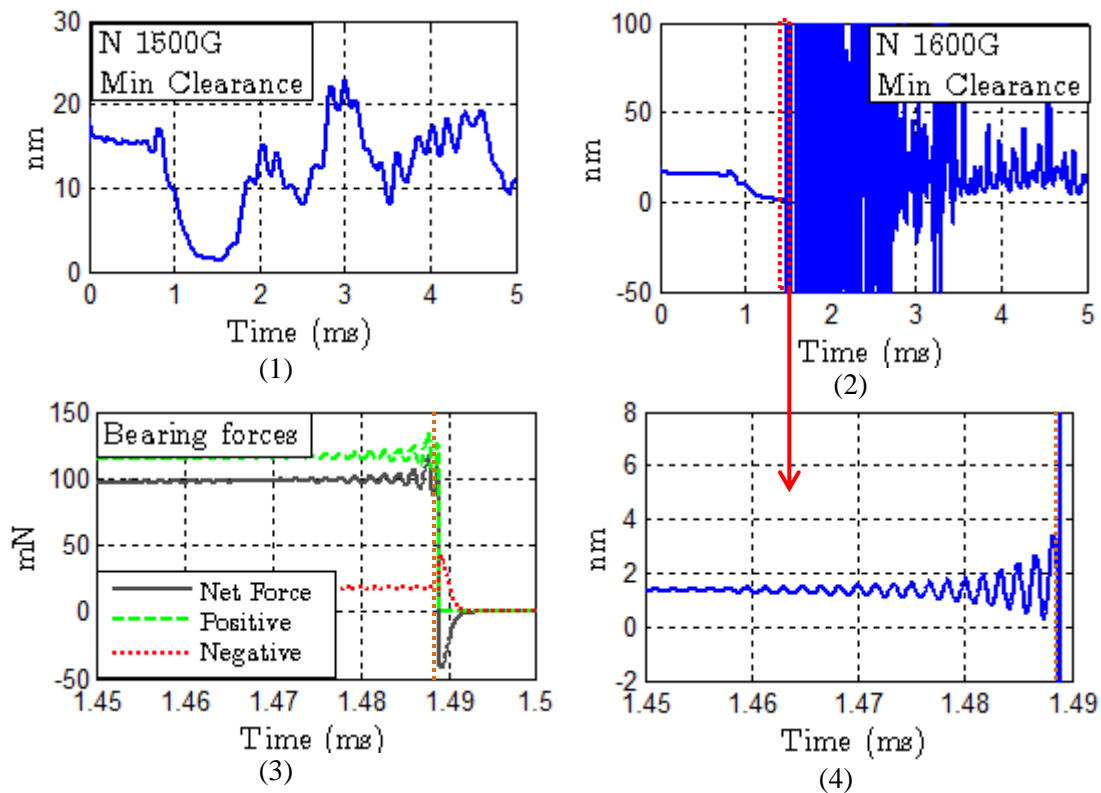 30
20
10
0
nm
N 1500G
Min Clearance
0 1 2 3 4 5
Time (ms)
(1)
100
50
0
-50
nm
N 1600G
Min Clearance
0 1 2 3 4 5
Time (ms)
(2)
150
100
50
0
-50
mN
Bearing forces
Net Force
Positive
Negative
1.45 1.46 1.47 1.48 1.49 1.5
Time (ms)
(3)
8
6
4
2
0
-2
nm
1.45 1.46 1.47 1.48 1.49
Time (ms)
(4)